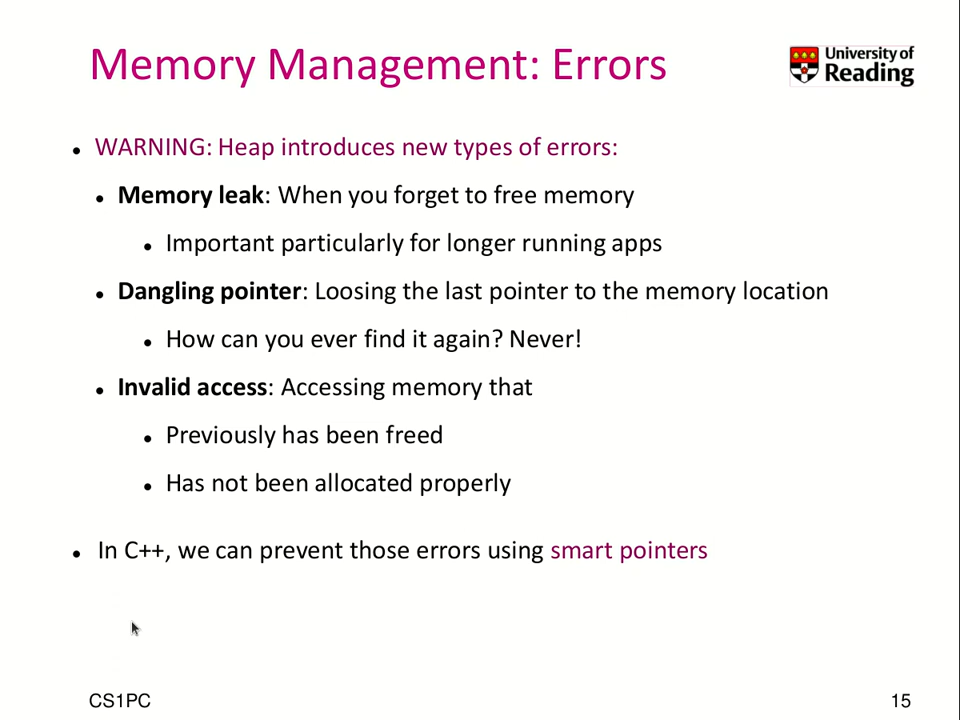 Memory Management: Errors
University of
Reading
WARNING: Heap introduces new types of errors:
Memory leak: When you forget to free memory
Important particularly for longer running apps
Dangling pointer: Loosing the last pointer to the memory location
How can you ever find it again? Never!
Invalid access: Accessing memory that
Previously has been freed
Has not been allocated properly
In C++, we can prevent those errors using smart pointers
CS1PC
15